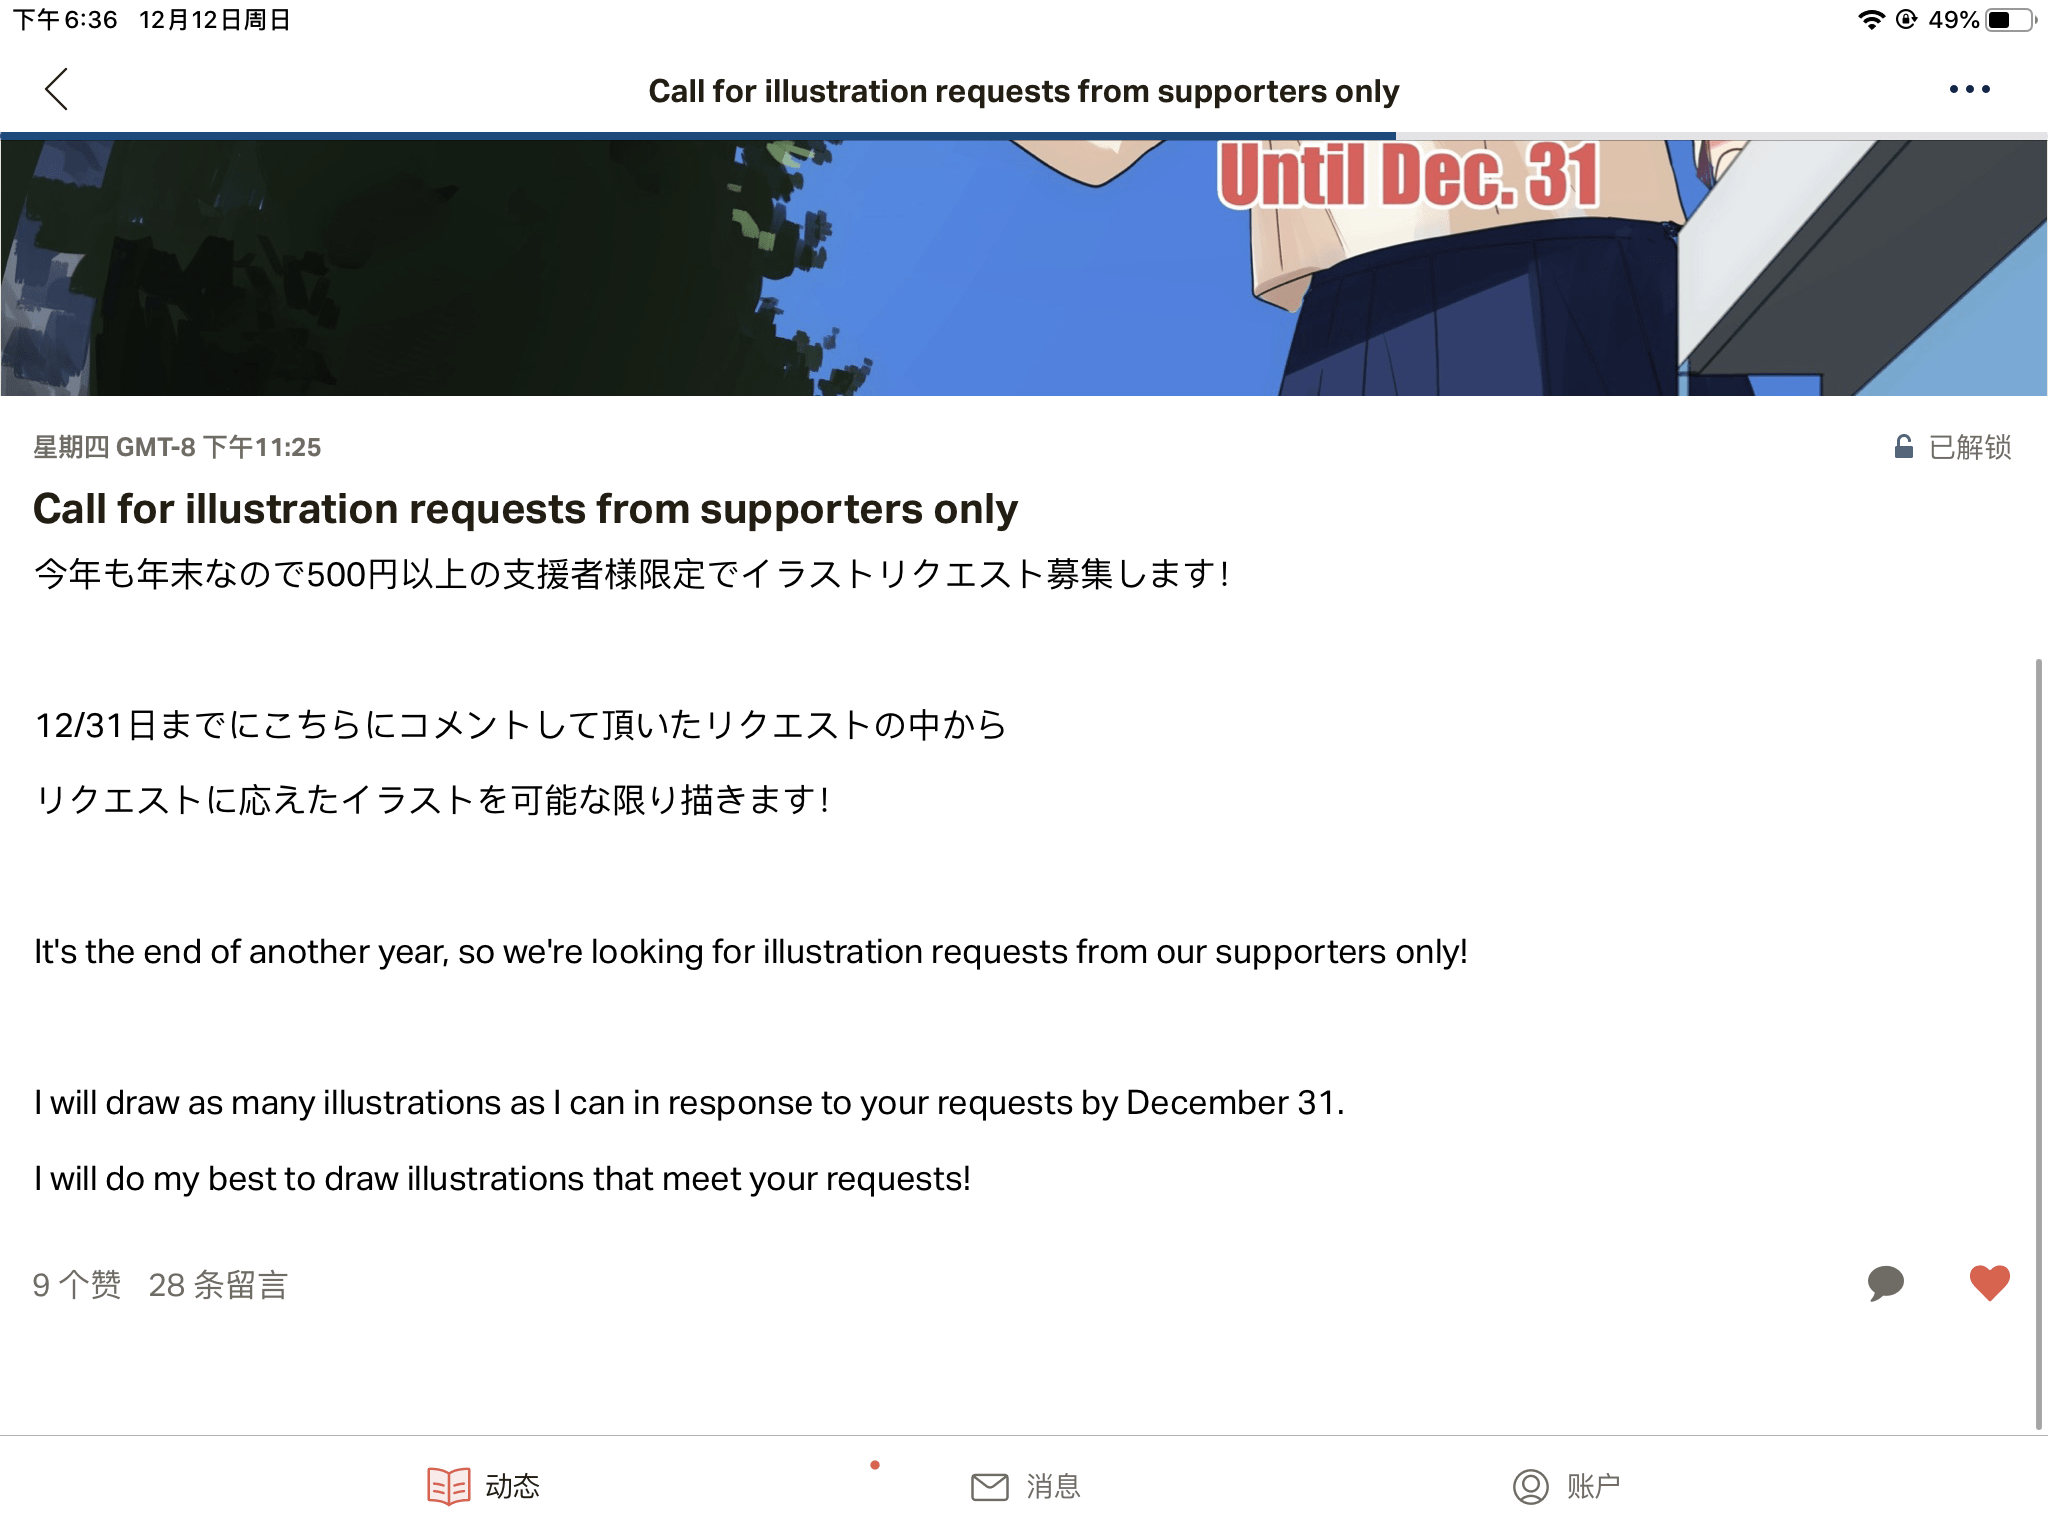 下午6:36 12月12日周日
49%
Call for illustration requests from supporters only
Until Dec. 31
星期四 GMT-8 下午11:25
已解锁
Call for illustration requests from supporters only
今年も年末なので500円以上の支援者様限定でイラストリクエスト募集します！
12/31日までにこちらにコメントして頂いたリクエストの中から
リクエストに応えたイラストを可能な限り描きます！
It's the end of another year, so we're looking for illustration requests from our supporters only!
I will draw as many illustrations as I can in response to your requests by December 31.
I will do my best to draw illustrations that meet your requests!
9 个赞 28 条留言
动态 消息 账户